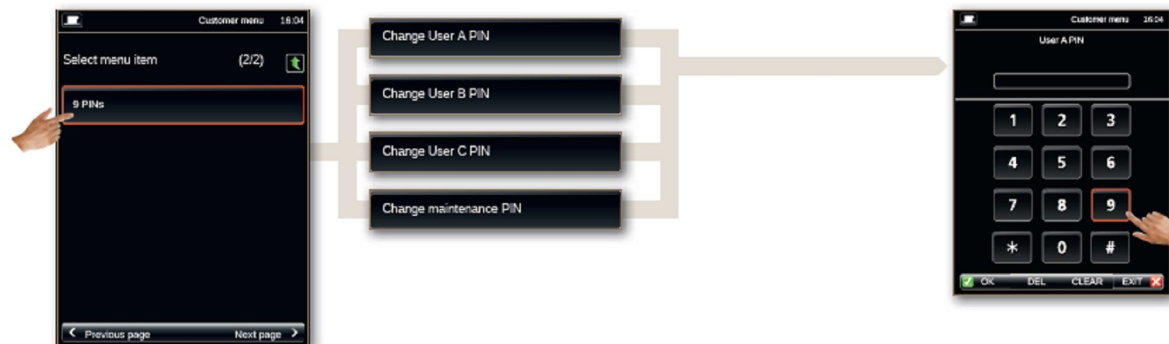 Customer menu 16:04
Select menu item (2/2)
9 PINs
Previous page Next page
Change User A PIN
Change User B PIN
Change User C PIN
Change maintenance PIN
Customer menu 16:04
User A PIN
1 2 3
4 5 6
7 8 9
* 0 #
OK DEL CLEAR EXIT